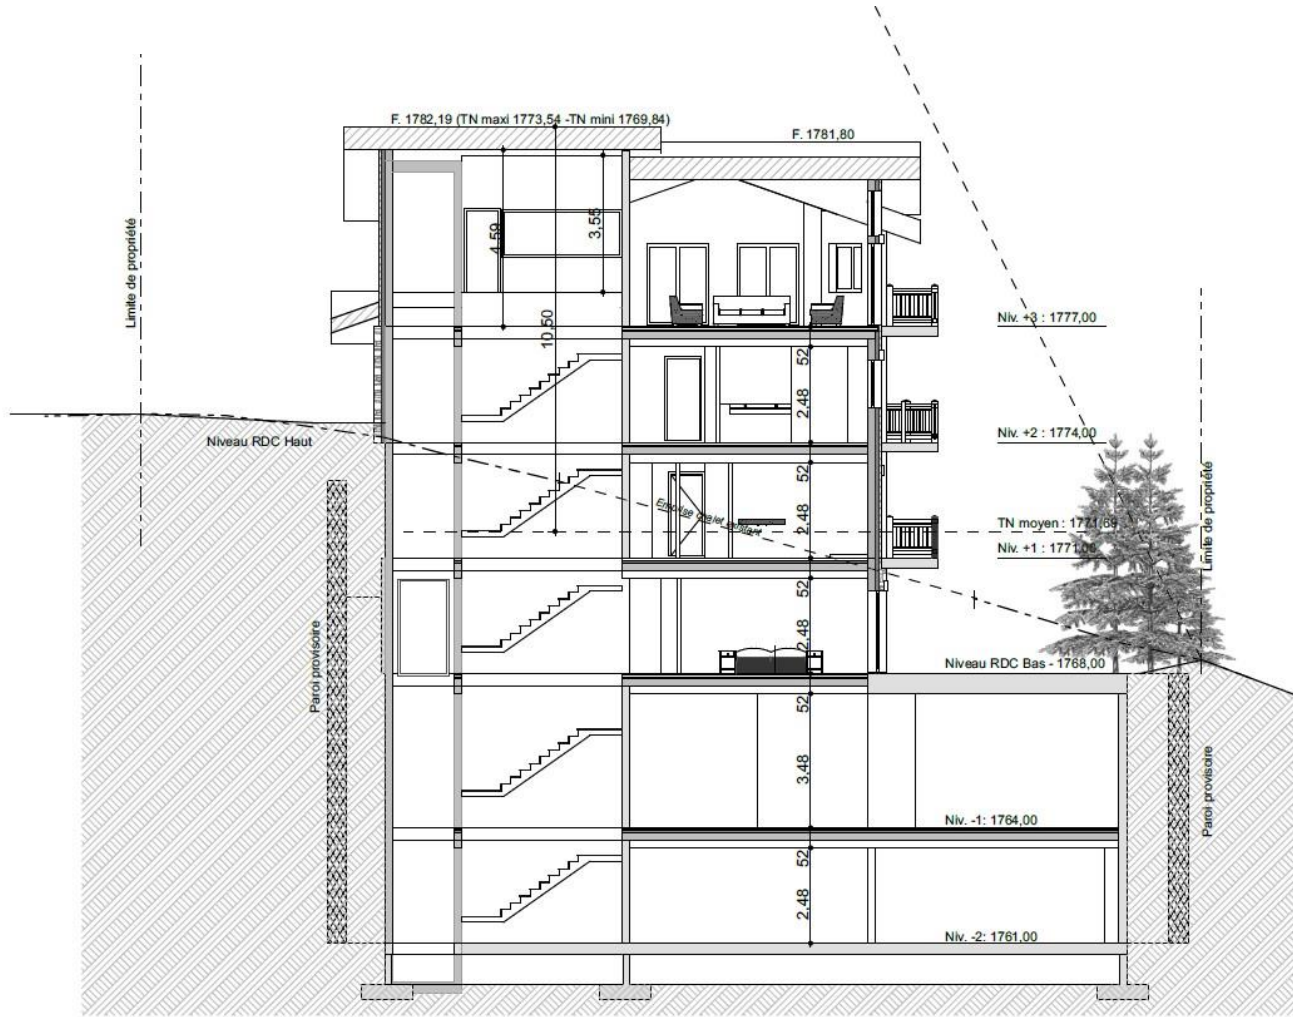 F. 1782,19 (TN maxi 1773,54 -TN mini 1769,84)
F. 1781,80
Limite de propriété
4,59
3,55
10,50
Niv. +3 : 1777,00
52
2,48
Niveau RDC Haut
Niv. +2 : 1774,00
52
2,48
Emprise chalet existant
TN moyen : 1771,69
Niv. +1 : 1771,00
Limite de propriété
52
2,48
Niveau RDC Bas - 1768,00
Paroi provisoire
52
3,48
Niv. -1: 1764,00
Paroi provisoire
52
2,48
Niv. -2: 1761,00